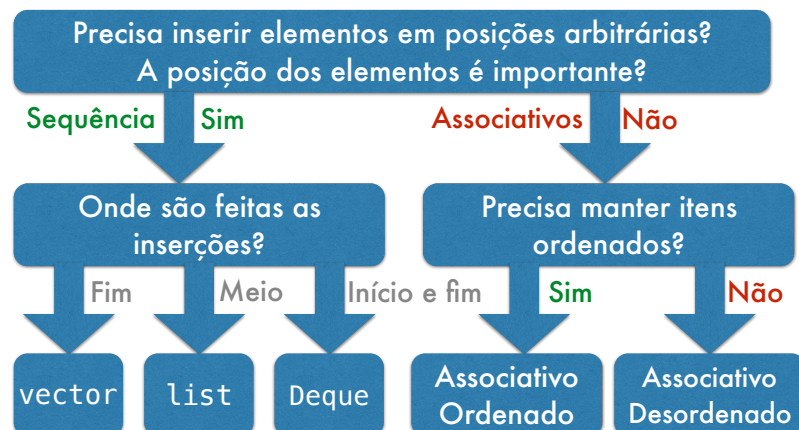 Precisa inserir elementos em posições arbitrárias?
A posição dos elementos é importante?
Sequência Sim
Associativos Não
Onde são feitas as
inserções?
Precisa manter itens
ordenados?
Fim
Meio
Início e fim
Sim
Não
vector
list
Deque
Associativo
Ordenado
Associativo
Desordenado